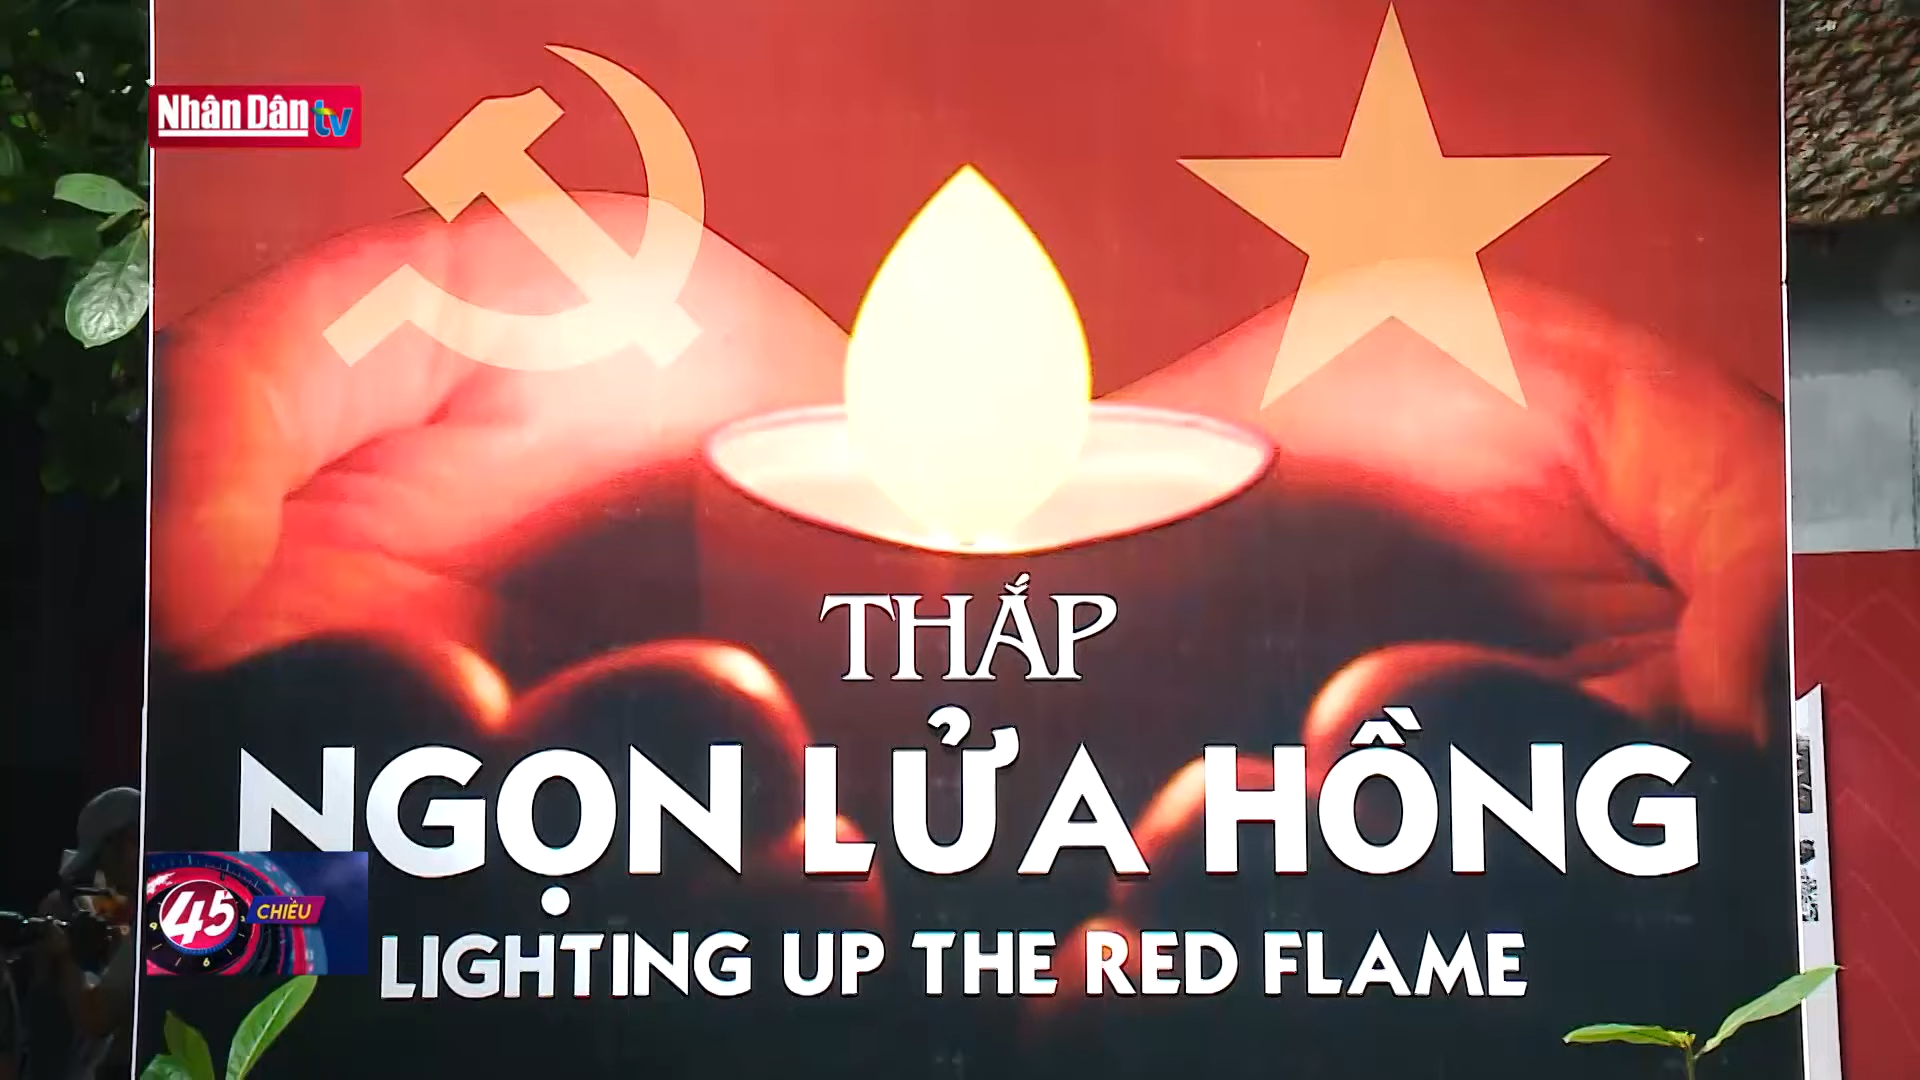 Nhân Dân tv
THẮP
NGỌN LỬA HỒNG
45 CHIỀU
LIGHTING UP THE RED FLAME